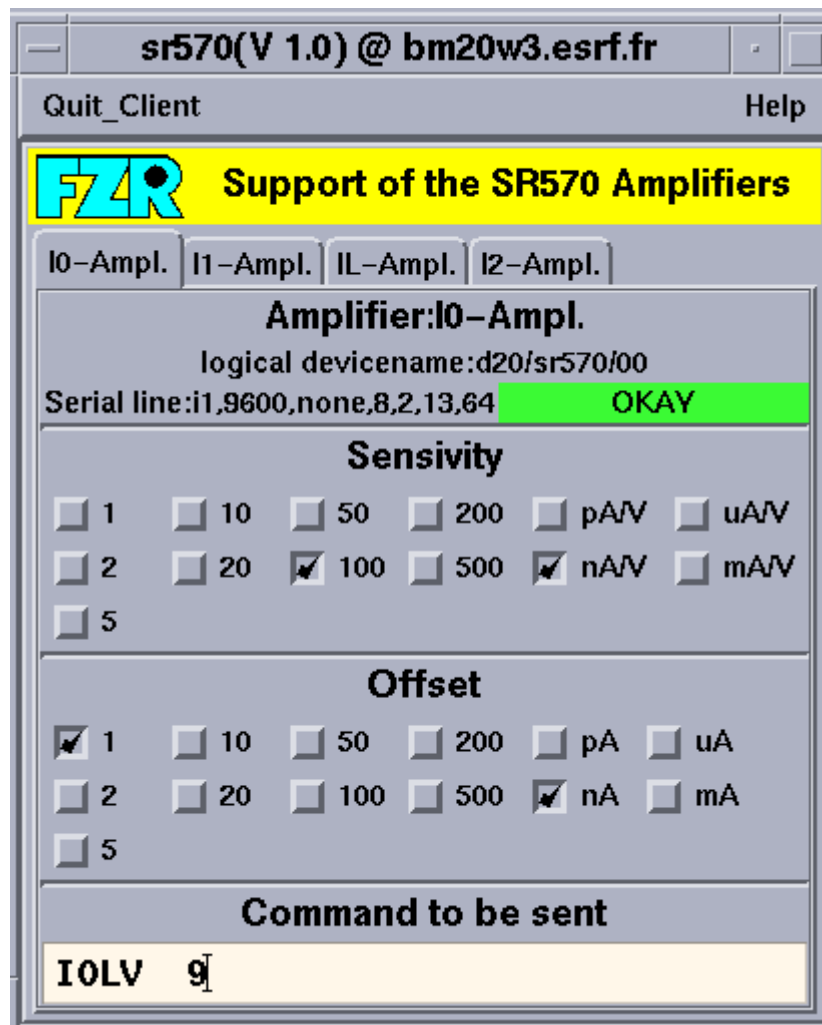 sr570(V 1.0) @ bm20w3.esrf.fr
Quit_Client Help
FZR Support of the SR570 Amplifiers
I0-Ampl. I1-Ampl. IL-Ampl. I2-Ampl.
Amplifier:I0-Ampl.
logical devicename:d20/sr570/00
Serial line:i1,9600,none,8,2,13,64 OKAY
Sensivity
1 10 50 200 pA/V uA/V
2 20 100 500 nA/V mA/V
5
Offset
1 10 50 200 pA uA
2 20 100 500 nA mA
5
Command to be sent
IOLV 9